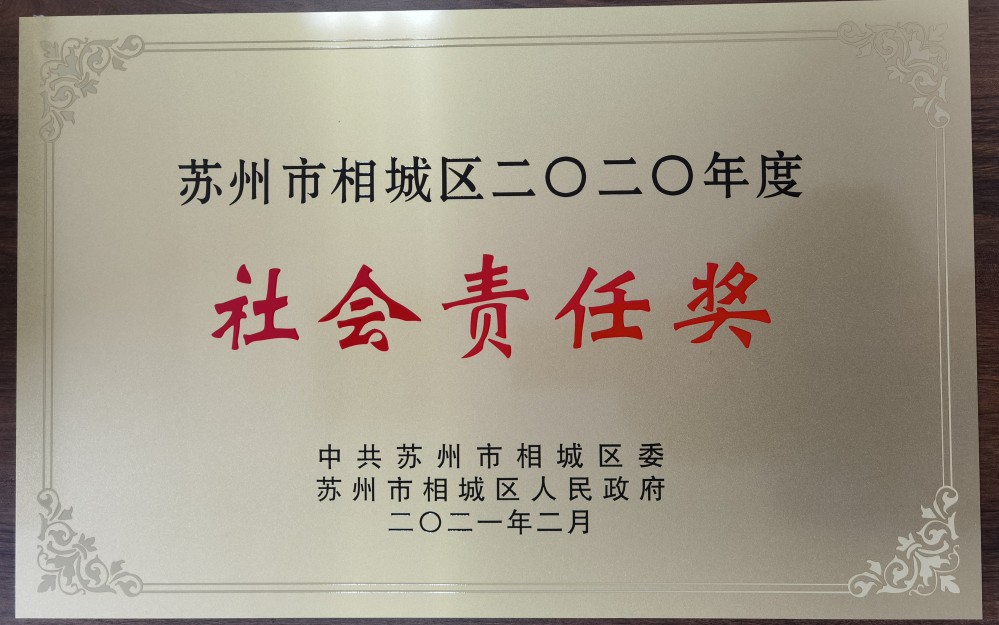 苏州市相城区二〇二〇年度
社会责任奖
中共苏州市相城区委
苏州市相城区人民政府
二〇二一年二月